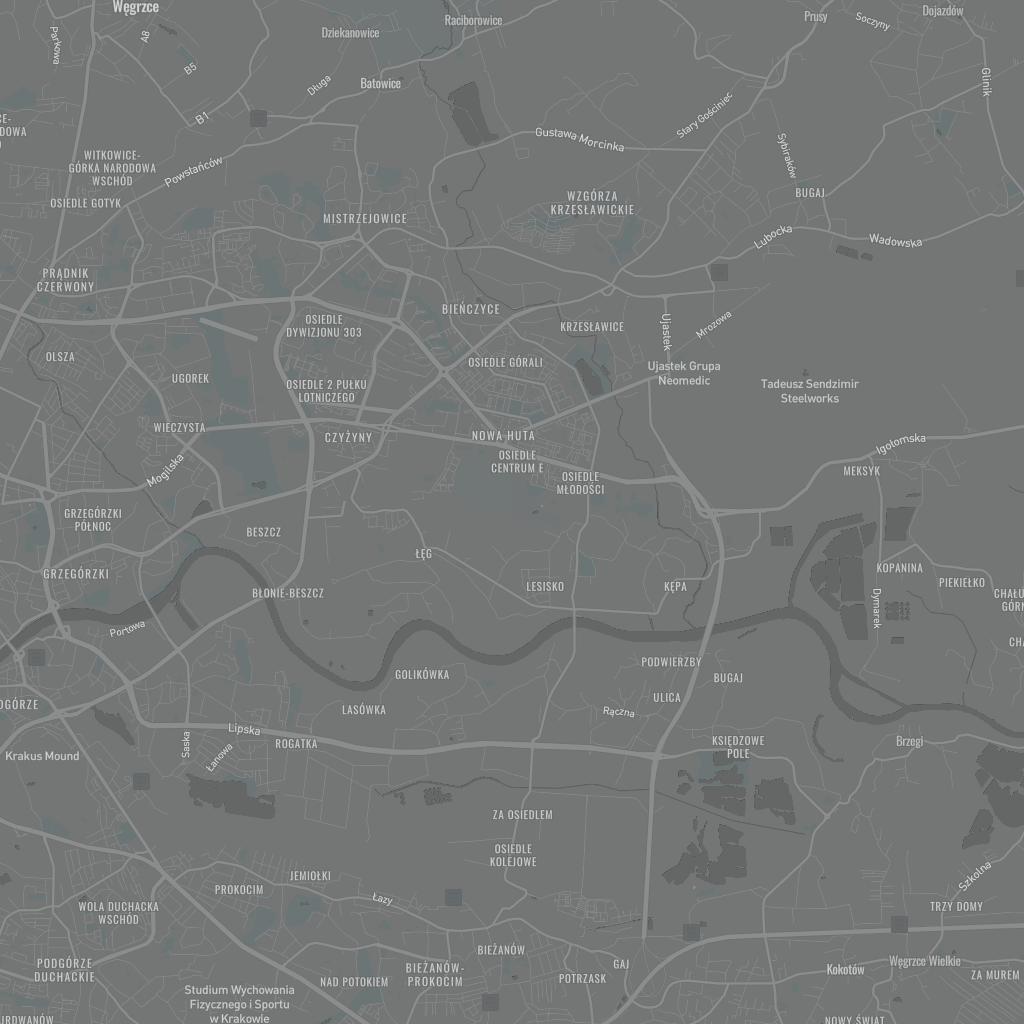 Węgrzce
Raciborowice
Prusy
Soczyny
Dojazdów
Parkowa
A8
Dziekanowice
B5
Długa
Batowice
Glinik
B1
Stary Gościniec
Gustawa Morcinka
Sybiraków
WITKOWICE-
GÓRKA NARODOWA
WSCHÓD
Powstańców
OSIEDLE GOTYK
MISTRZEJOWICE
WZGÓRZA
KRZESŁAWICKIE
BUGAJ
Lubocka
Wadowska
PRĄDNIK
CZERWONY
BIEŃCZYCE
OSIEDLE
DYWIZJONU 303
KRZESŁAWICE
Ujastek
Mrozowa
OLSZA
OSIEDLE GÓRALI
UGOREK
OSIEDLE 2 PUŁKU
LOTNICZEGO
Ujastek Grupa
Neomedic
Tadeusz Sendzimir
Steelworks
WIECZYSTA
CZYŻYNY
NOWA HUTA
OSIEDLE
CENTRUM E
Igołomska
Mogilska
OSIEDLE
MŁODOŚCI
MEKSYK
GRZEGÓRZKI
PÓŁNOC
BESZCZ
ŁĘG
GRZEGÓRZKI
BŁONIE-BESZCZ
LESISKO
KĘPA
KOPANINA
PIEKIEŁKO
Dymarek
Portowa
GOLIKÓWKA
PODWIERZBY
BUGAJ
ULICA
LASÓWKA
Rączna
Lipska
ROGATKA
Saska
Łanowa
Krakus Mound
KSIĘDZOWE
POLE
Brzegi
ZA OSIEDLEM
OSIEDLE
KOLEJOWE
JEMIOŁKI
PROKOCIM
Łazy
Szkolna
WOLA DUCHACKA
WSCHÓD
TRZY DOMY
BIEŻANÓW
PODGÓRZE
DUCHACKIE
NAD POTOKIEM
BIEŻANÓW-
PROKOCIM
GAJ
POTRZASK
Kokotów
Węgrzce Wielkie
ZA MUREM
Studium Wychowania
Fizycznego i Sportu
w Krakowie
NOWY ŚWIAT